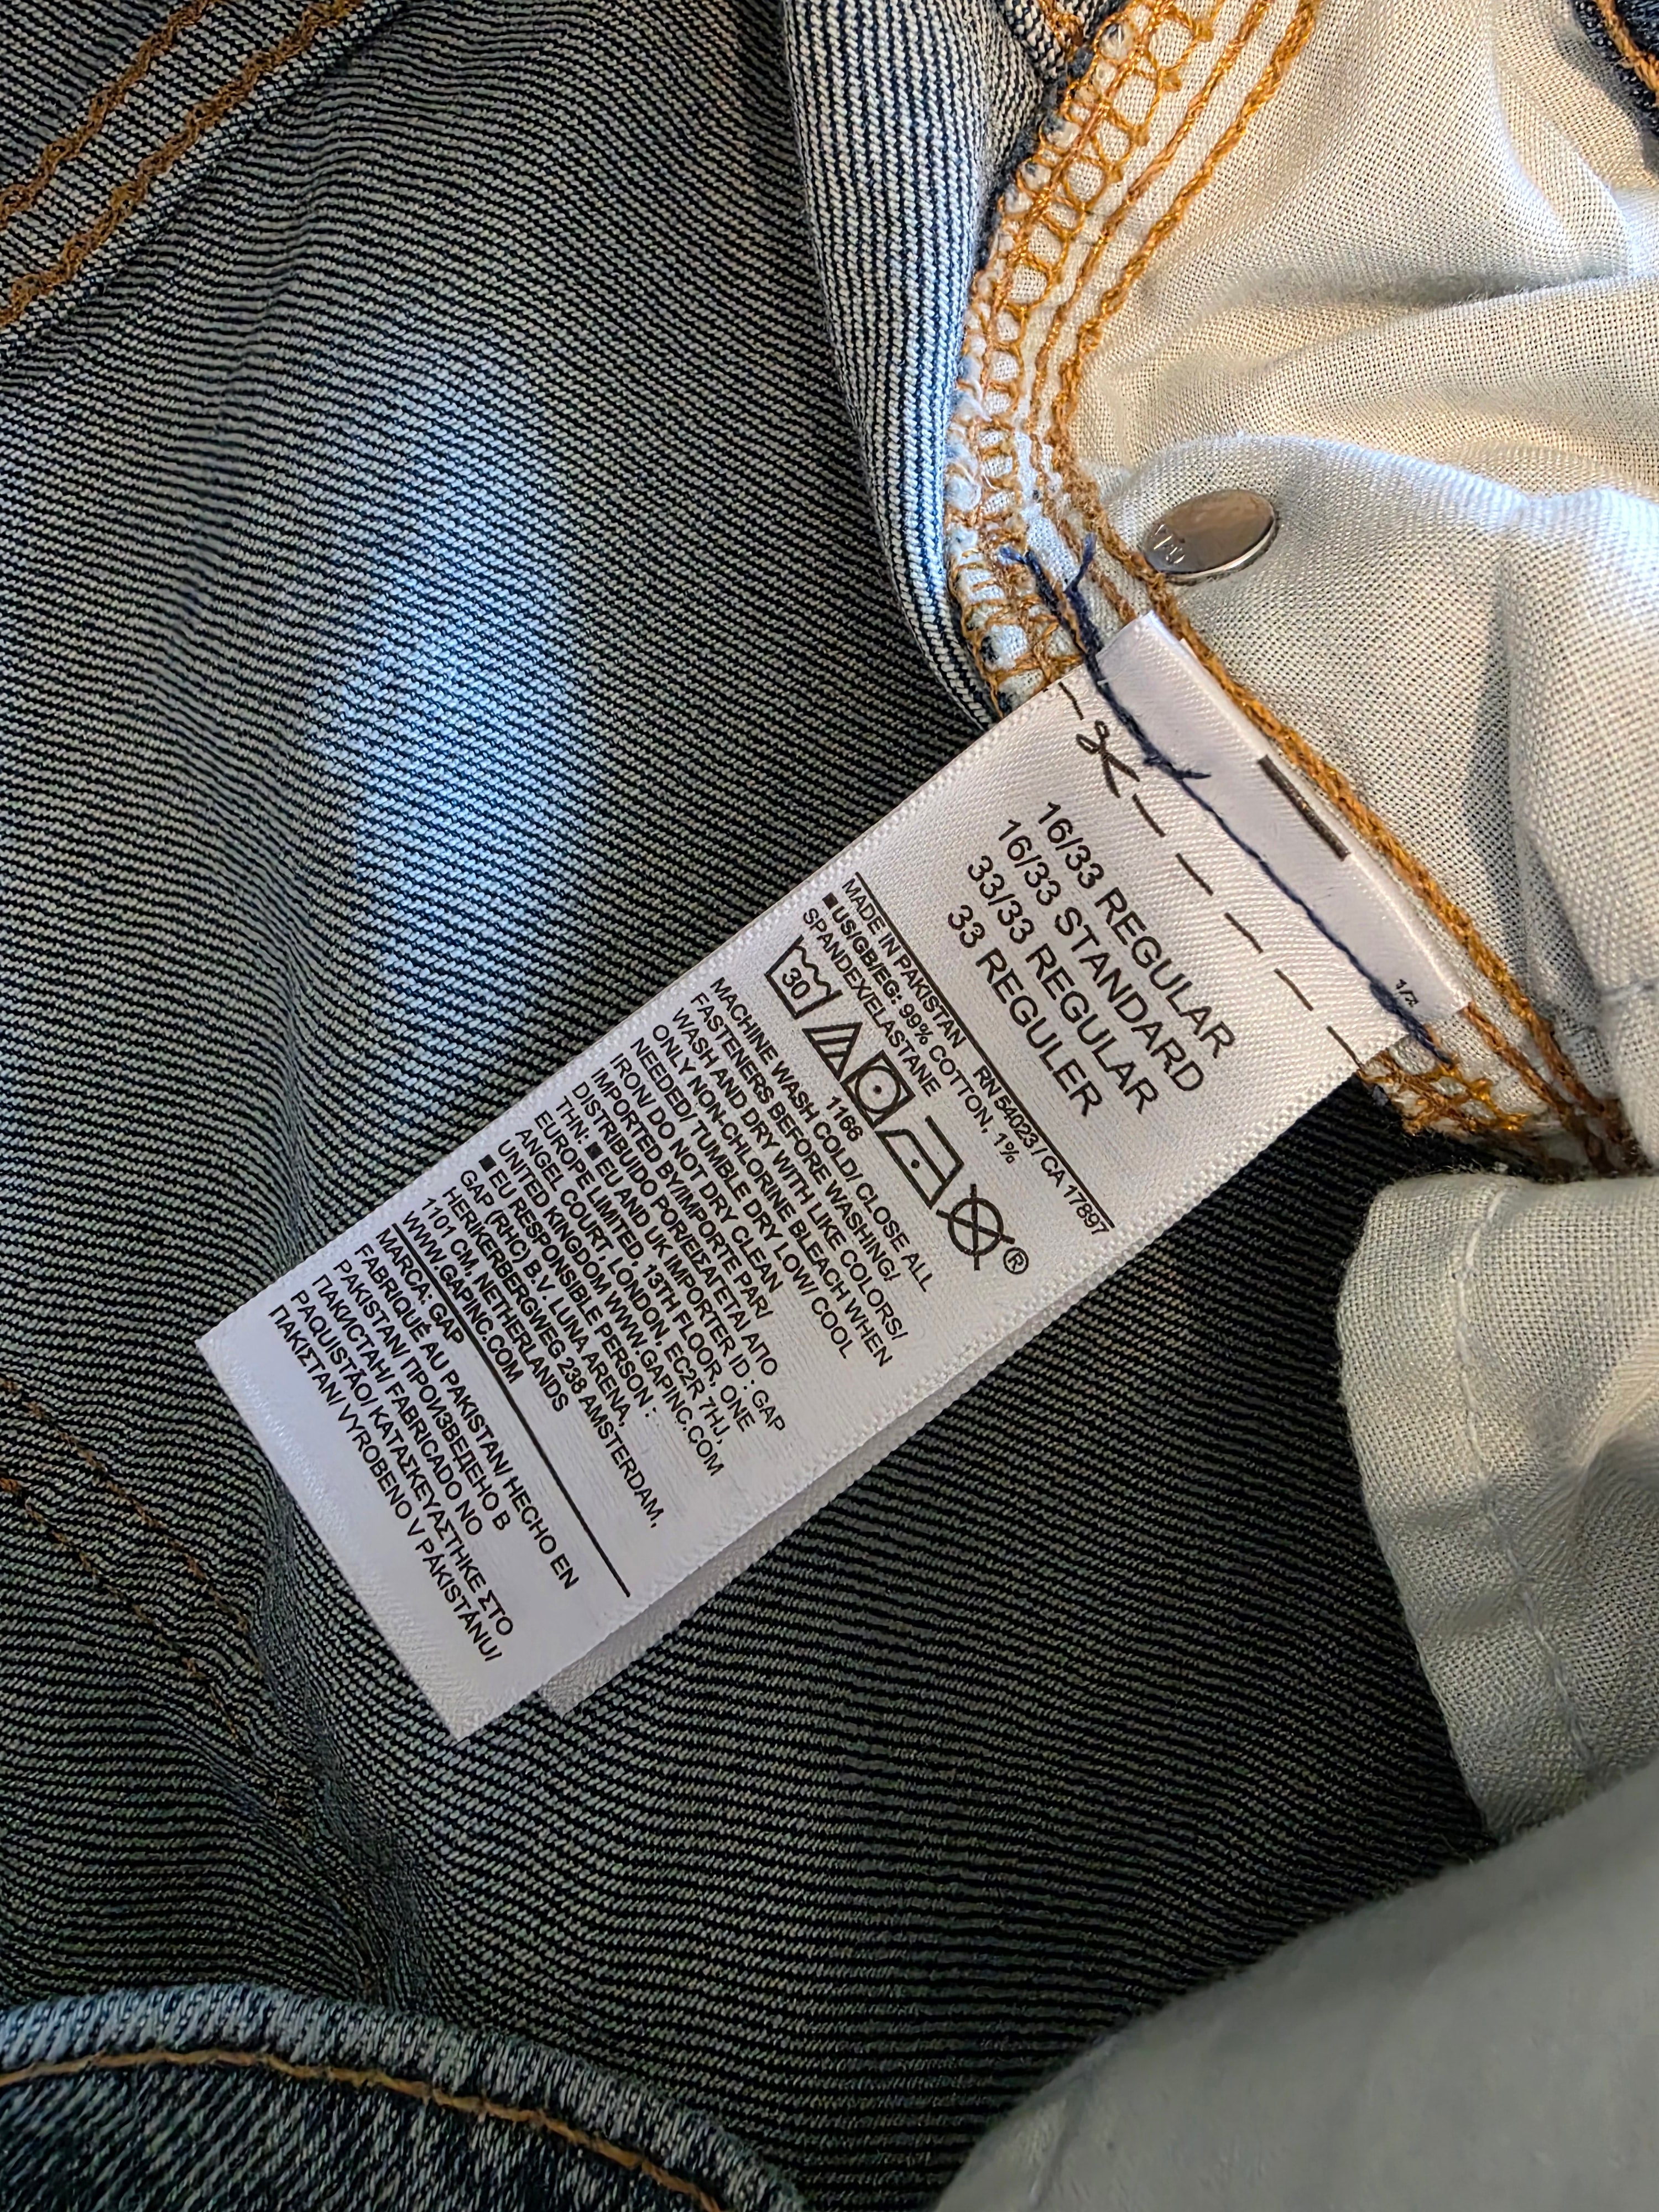 16/33 REGULAR
16/33 STANDARD
33/33 REGULAR
33 REGULER
MADE IN PAKISTAN RN 54023 / CA 17897
■US/GB/EG: 99% COTTON, 1%
SPANDEX/ELASTANE
30
®
1166
MACHINE WASH COLD/ CLOSE ALL
FASTENERS BEFORE WASHING/
WASH AND DRY WITH LIKE COLORS/
ONLY NON-CHLORINE BLEACH WHEN
NEEDED/ TUMBLE DRY LOW/ COOL
IRON/ DO NOT DRY CLEAN
IMPORTED BY/IMPORTE PAR/
DISTRIBUIDO POR/ΕΙΣΑΓΕΤΑΙ ΑΠΟ
THN: ■ EU AND UK IMPORTER ID : GAP
EUROPE LIMITED, 13TH FLOOR, ONE
ANGEL COURT, LONDON, EC2R 7HJ,
UNITED KINGDOM WWW.GAPINC.COM
■ EU RESPONSIBLE PERSON :
GAP (RHC) B.V. LUNA ARENA,
HERIKERBERGWEG 238 AMSTERDAM,
1101 CM, NETHERLANDS
WWW.GAPINC.COM
MARCA: GAP
FABRIQUÉ AU PAKISTAN/ HECHO EN
PAKISTAN/ ПРОИЗВЕДЕНО В
ПАКИСТАН/ FABRICADO NO
PAQUISTÃO/ ΚΑΤΑΣΚΕΥΑΣΤΗΚΕ ΣΤΟ
ΠΑΚΙΣΤΑΝ/ VYROBENO V PÁKISTÁNU/